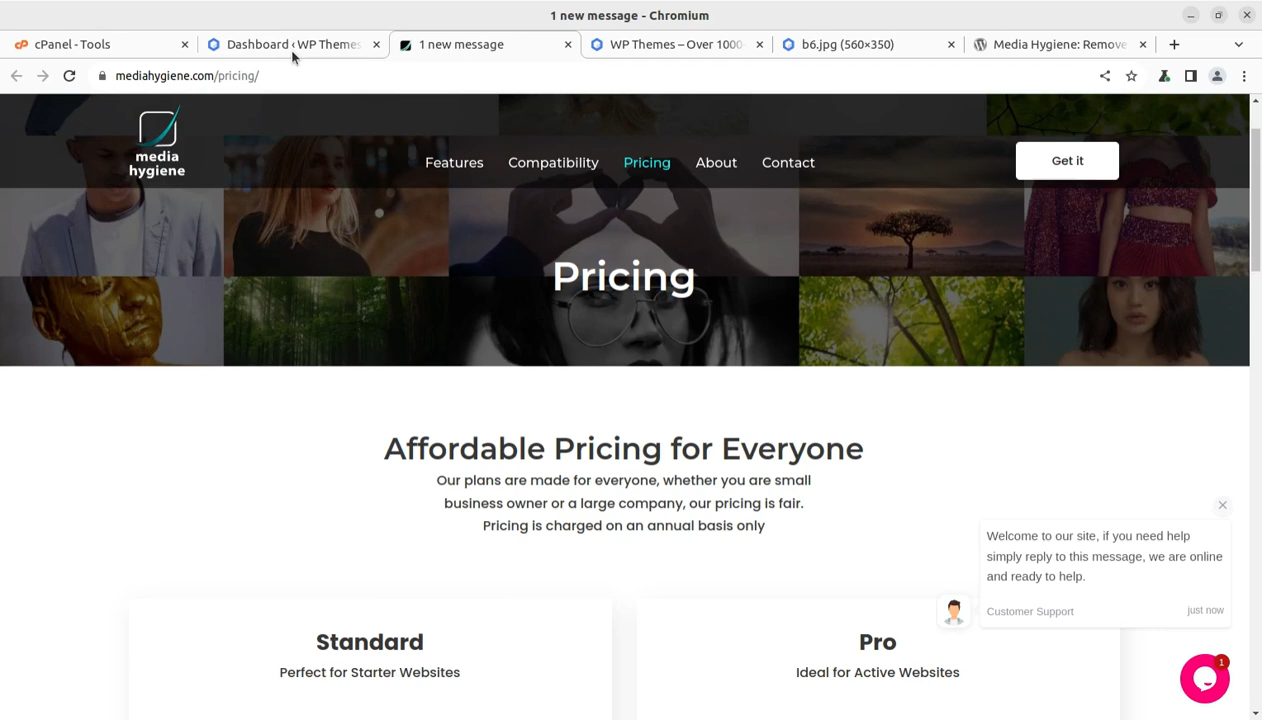 1 new message - Chromium
cPanel - Tools
Dashboard ‹ WP Themes
1 new message
WP Themes – Over 1000
b6.jpg (560×350)
Media Hygiene: Remove
mediahygiene.com/pricing/
media
hygiene
Features
Compatibility
Pricing
About
Contact
Get it
Pricing
Affordable Pricing for Everyone
Our plans are made for everyone, whether you are small
business owner or a large company, our pricing is fair.
Pricing is charged on an annual basis only
Welcome to our site, if you need help
simply reply to this message, we are online
and ready to help.
Customer Support
just now
Standard
Perfect for Starter Websites
Pro
Ideal for Active Websites
1